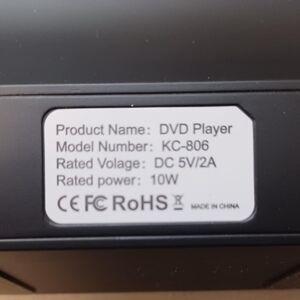 Product Name: DVD Player
Model Number: KC-806
Rated Volage: DC 5V/2A
Rated power: 10W
CE FC RoHS MADE IN CHINA